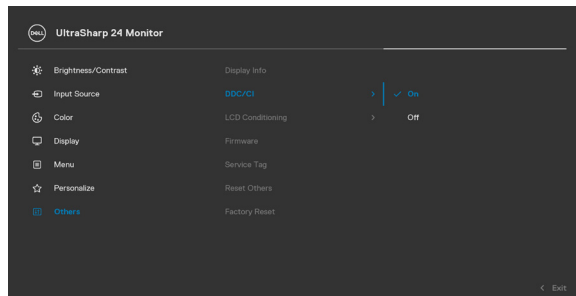 DELL UltraSharp 24 Monitor
Brightness/Contrast
Display Info
Input Source
DDC/CI
On
Color
LCD Conditioning
Off
Display
Firmware
Menu
Service Tag
Personalize
Reset Others
Others
Factory Reset
Exit